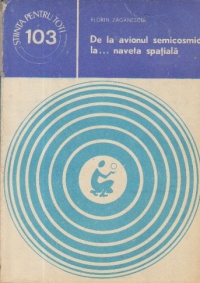 ȘTIINȚA PENTRU TOȚI
103
FLORIN ZĂGĂNESCU
De la avionul semicosmic
la... naveta spațială